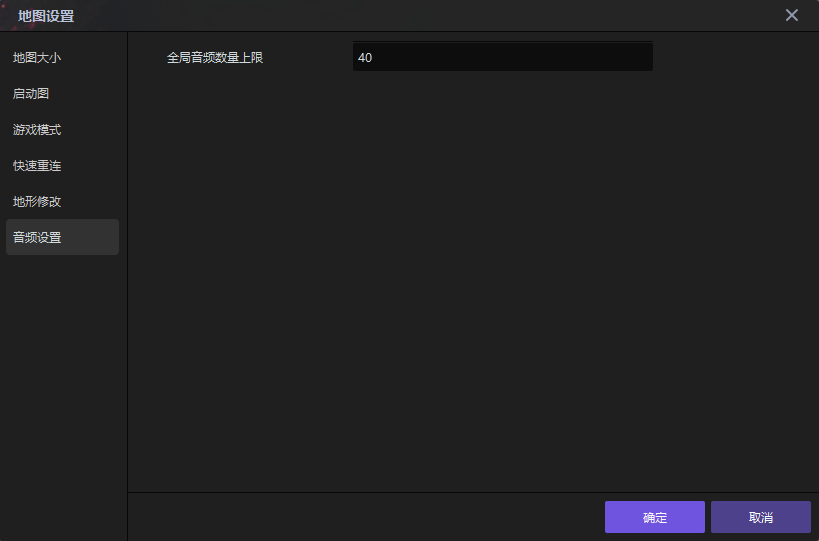 地图设置
地图大小
启动图
游戏模式
快速重连
地形修改
音频设置
全局音频数量上限
40
确定
取消